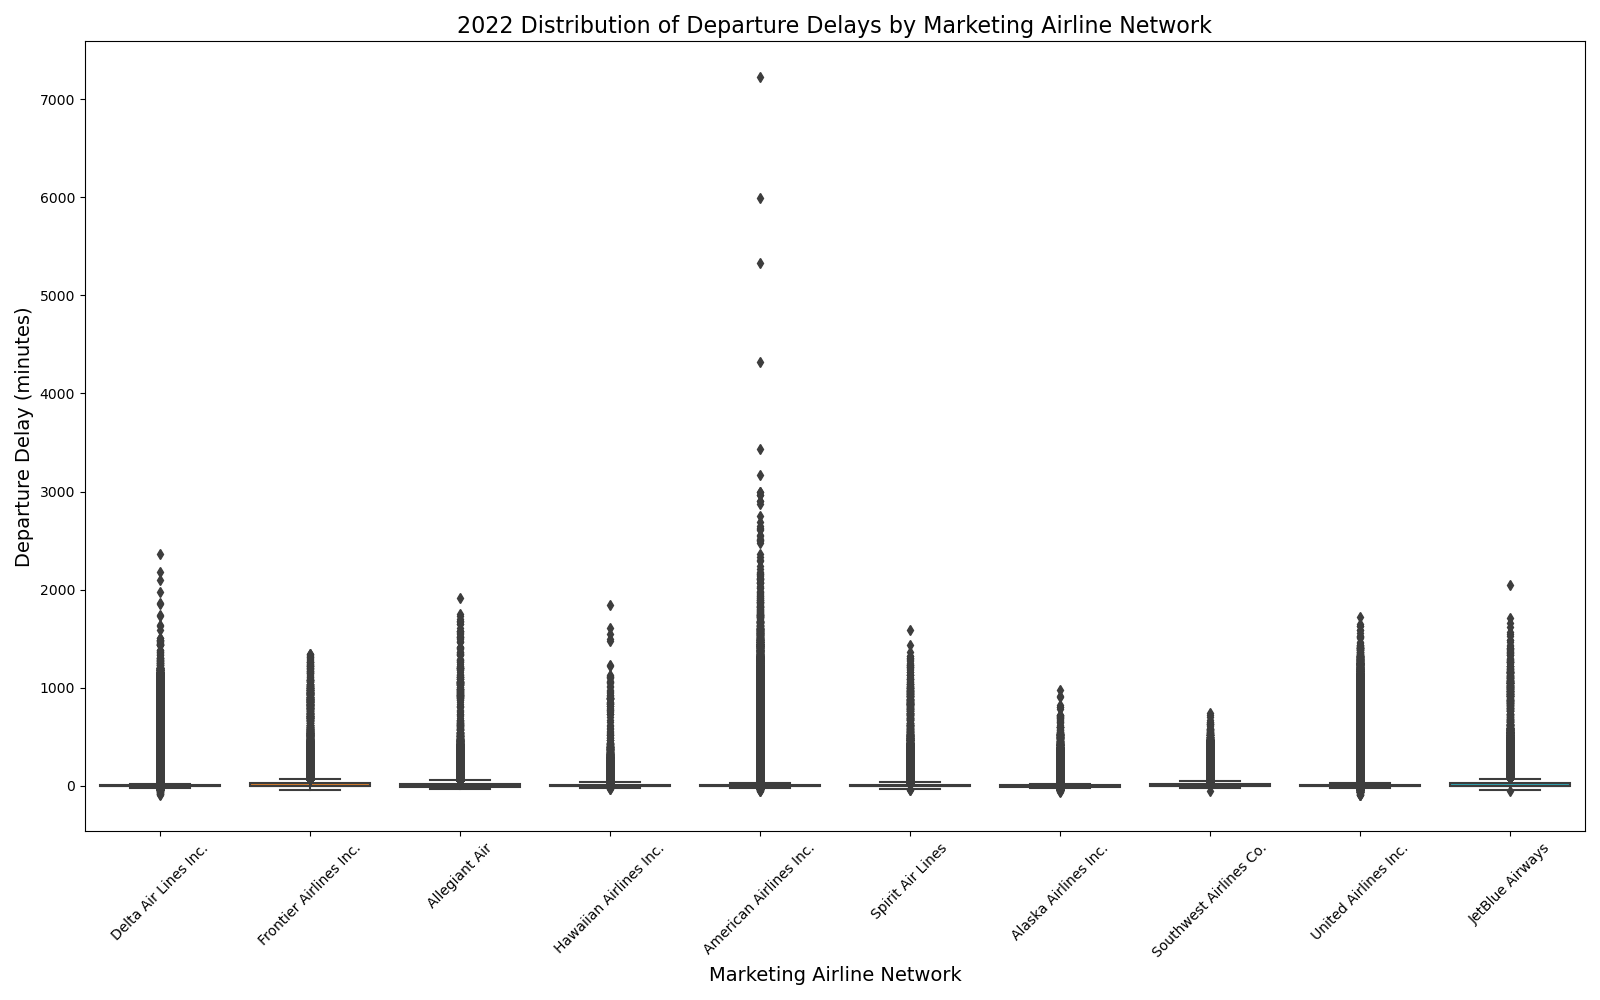 2022 Distribution of Departure Delays by Marketing Airline Network
Departure Delay (minutes)
7000
6000
5000
4000
3000
2000
1000
0
Delta Air Lines Inc.
Frontier Airlines Inc.
Allegiant Air
Hawaiian Airlines Inc.
American Airlines Inc.
Spirit Air Lines
Alaska Airlines Inc.
Southwest Airlines Co.
United Airlines Inc.
JetBlue Airways
Marketing Airline Network